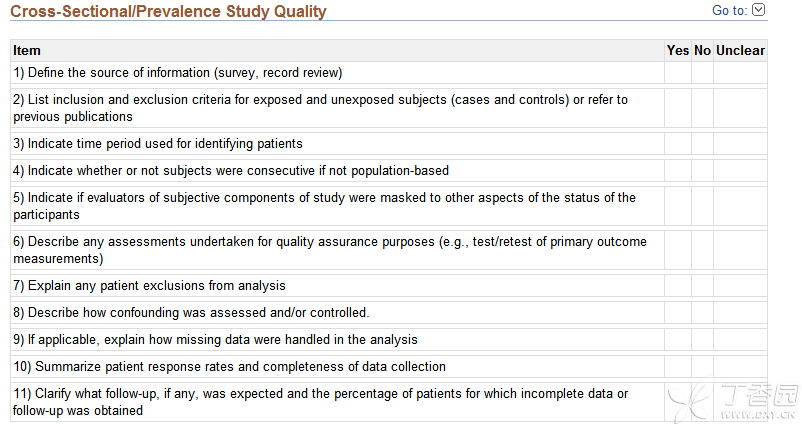 Cross-Sectional/Prevalence Study Quality
Go to:
Item Yes No Unclear
1) Define the source of information (survey, record review)
2) List inclusion and exclusion criteria for exposed and unexposed subjects (cases and controls) or refer to
previous publications
3) Indicate time period used for identifying patients
4) Indicate whether or not subjects were consecutive if not population-based
5) Indicate if evaluators of subjective components of study were masked to other aspects of the status of the
participants
6) Describe any assessments undertaken for quality assurance purposes (e.g., test/retest of primary outcome
measurements)
7) Explain any patient exclusions from analysis
8) Describe how confounding was assessed and/or controlled.
9) If applicable, explain how missing data were handled in the analysis
10) Summarize patient response rates and completeness of data collection
11) Clarify what follow-up, if any, was expected and the percentage of patients for which incomplete data or
follow-up was obtained
丁香园
WWW.DXY.CN